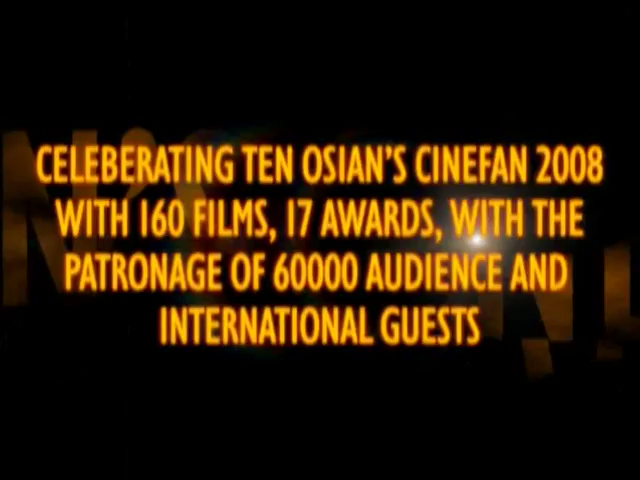 CELEBERATING TEN OSIAN'S CINEFAN 2008
WITH 160 FILMS, 17 AWARDS, WITH THE
PATRONAGE OF 60000 AUDIENCE AND
INTERNATIONAL GUESTS